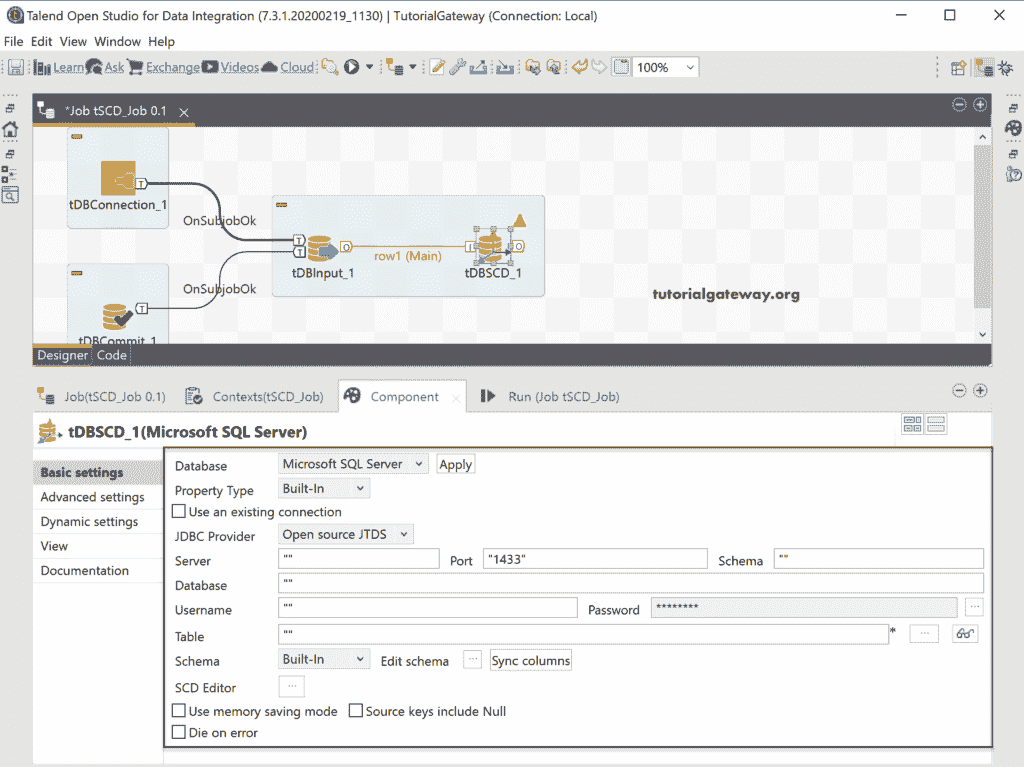 Talend Open Studio for Data Integration (7.3.1.20200219_1130) | TutorialGateway (Connection: Local)
File Edit View Window Help
Learn Ask Exchange Videos Cloud 100%
*Job tSCD_Job 0.1
T
tDBConnection_1
OnSubjobOk
T
T
O
row1 (Main)
I
O
tDBInput_1
tDBSCD_1
OnSubjobOk
T
tDBCommit_1
tutorialgateway.org
Designer Code
Job(tSCD_Job 0.1) Contexts(tSCD_Job) Component Run (Job tSCD_Job)
tDBSCD_1(Microsoft SQL Server)
Basic settings
Advanced settings
Dynamic settings
View
Documentation
Database Microsoft SQL Server Apply
Property Type Built-In
Use an existing connection
JDBC Provider Open source JTDS
Server "" Port "1433" Schema ""
Database ""
Username "" Password ******** ...
Table "" * ...
Schema Built-In Edit schema ... Sync columns
SCD Editor ...
Use memory saving mode Source keys include Null
Die on error